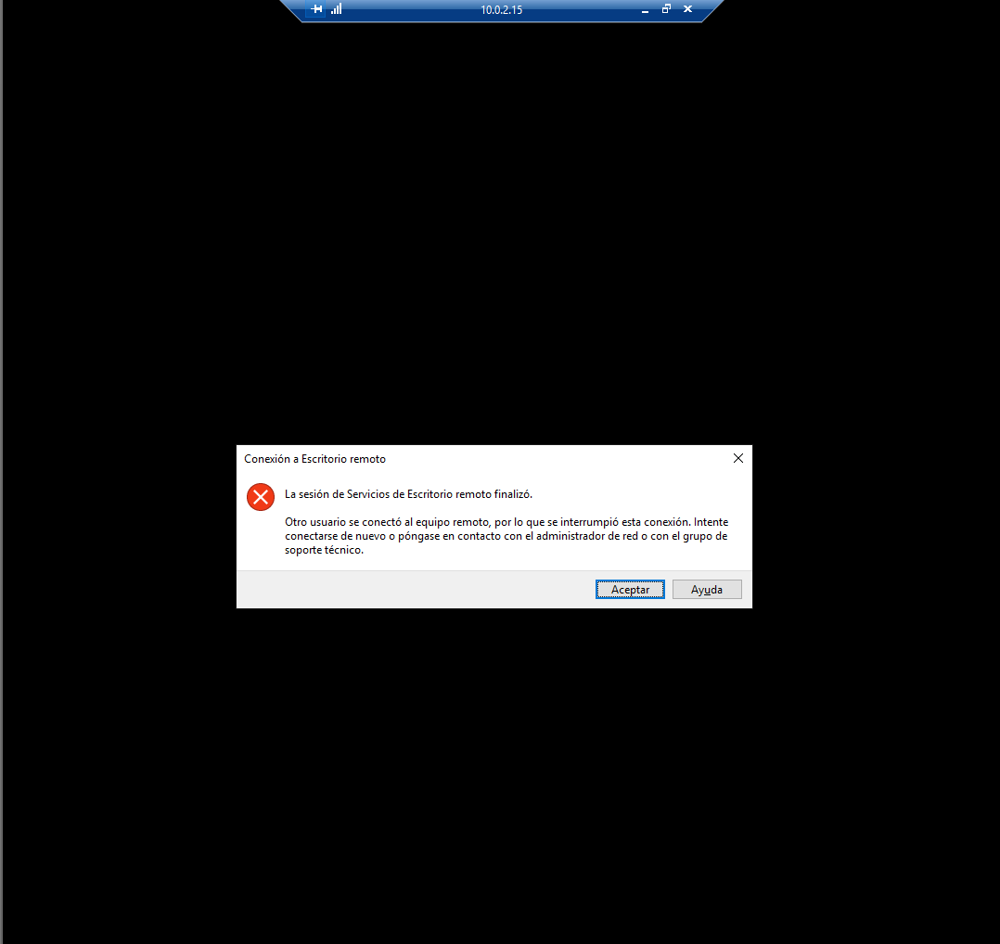 10.0.2.15
Conexión a Escritorio remoto
La sesión de Servicios de Escritorio remoto finalizó.
Otro usuario se conectó al equipo remoto, por lo que se interrumpió esta conexión. Intente
conectarse de nuevo o póngase en contacto con el administrador de red o con el grupo de
soporte técnico.
Aceptar
Ayuda